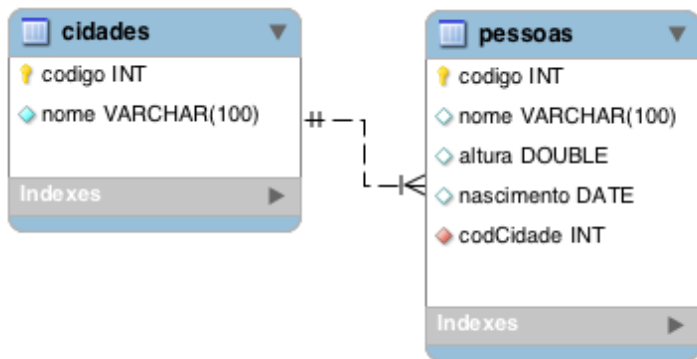 cidades
codigo INT
nome VARCHAR(100)
Indexes
pessoas
codigo INT
nome VARCHAR(100)
altura DOUBLE
nascimento DATE
codCidade INT
Indexes